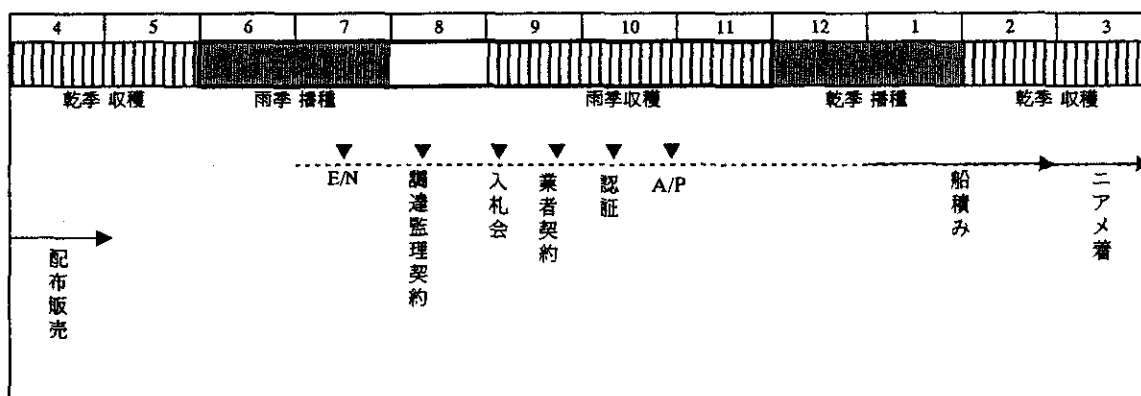 4 5 6 7 8 9 10 11 12 1 2 3
乾季 収穫 雨季 播種 雨季収穫 乾季 播種 乾季 収穫
E/N
調達監理契約
入札会
業者契約
認証
A/P
船積み
ニアメ着
配布販売